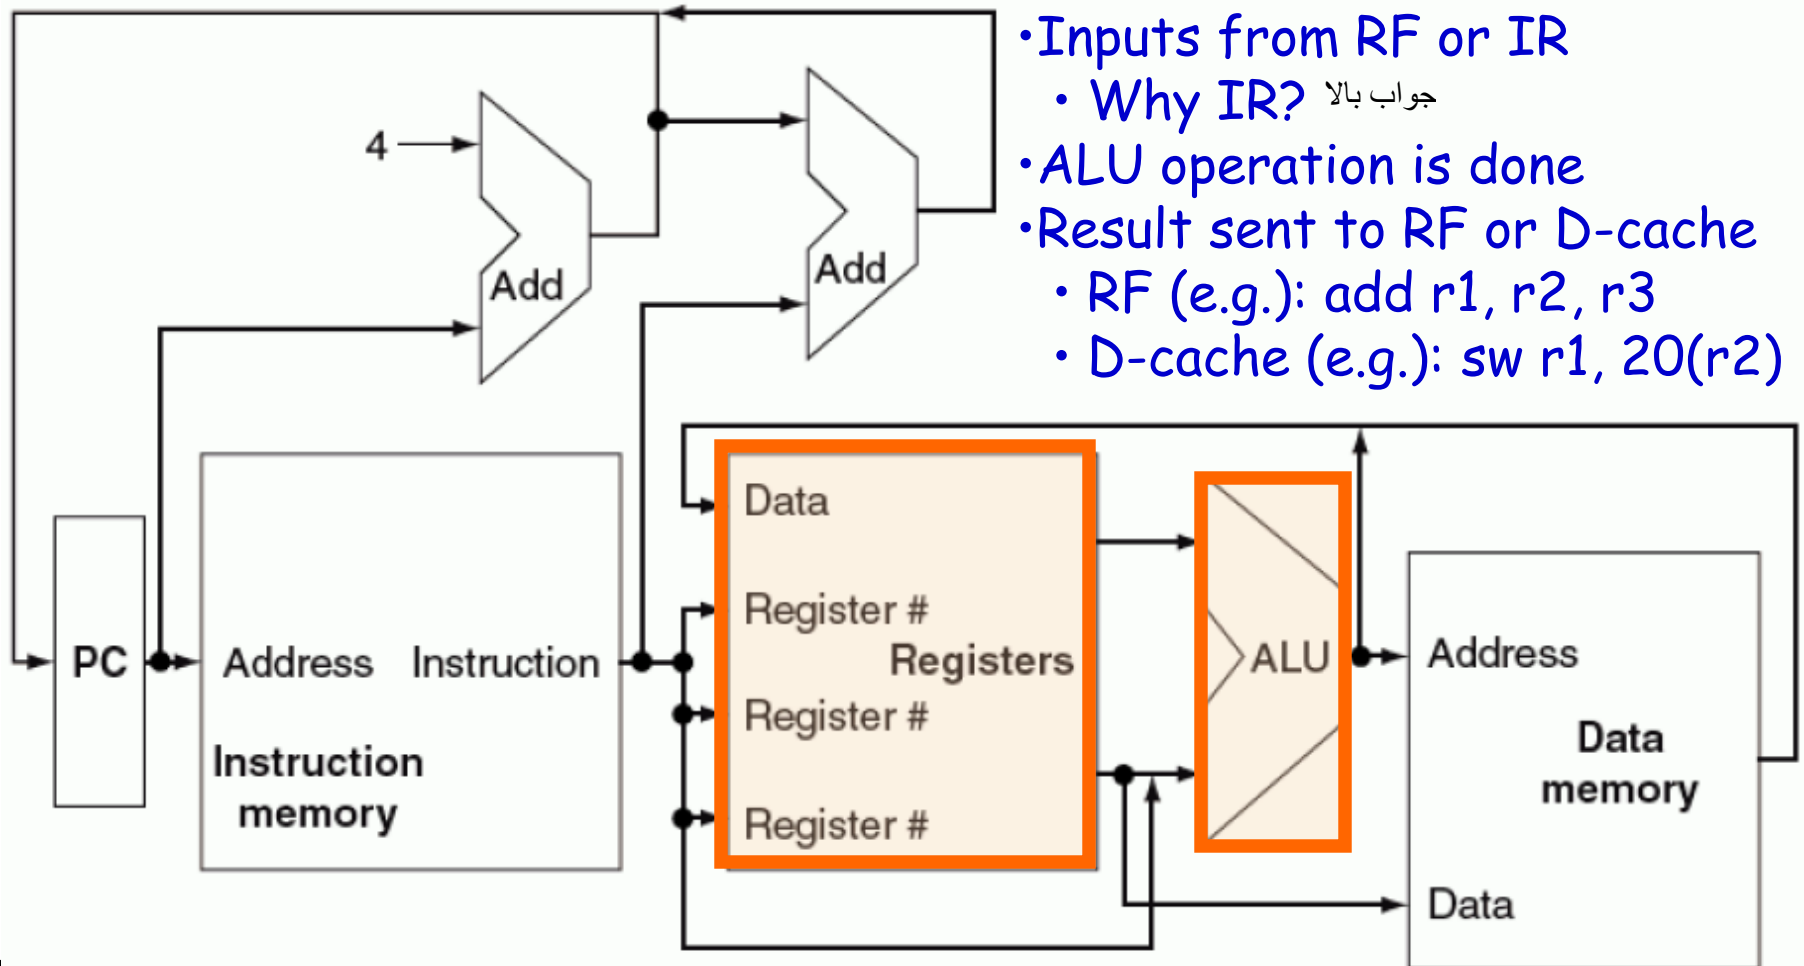 •Inputs from RF or IR
• Why IR? جواب بالا
•ALU operation is done
•Result sent to RF or D-cache
• RF (e.g.): add r1, r2, r3
• D-cache (e.g.): sw r1, 20(r2)
4
Add
Add
PC
Address Instruction
Instruction
memory
Data
Register #
Registers
Register #
Register #
ALU
Address
Data
memory
Data